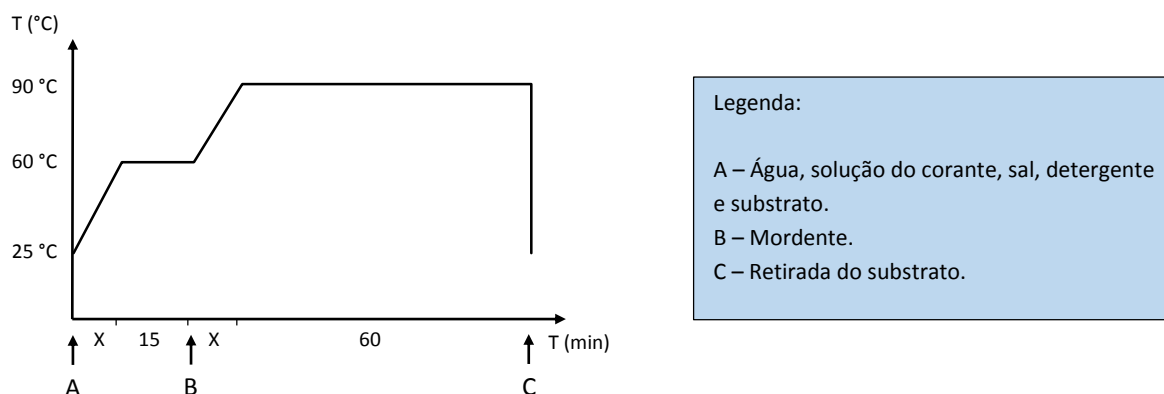 T (°C)
90 °C
60 °C
25 °C
X 15 X 60 T (min)
A B C
Legenda:
A – Água, solução do corante, sal, detergente
e substrato.
B – Mordente.
C – Retirada do substrato.